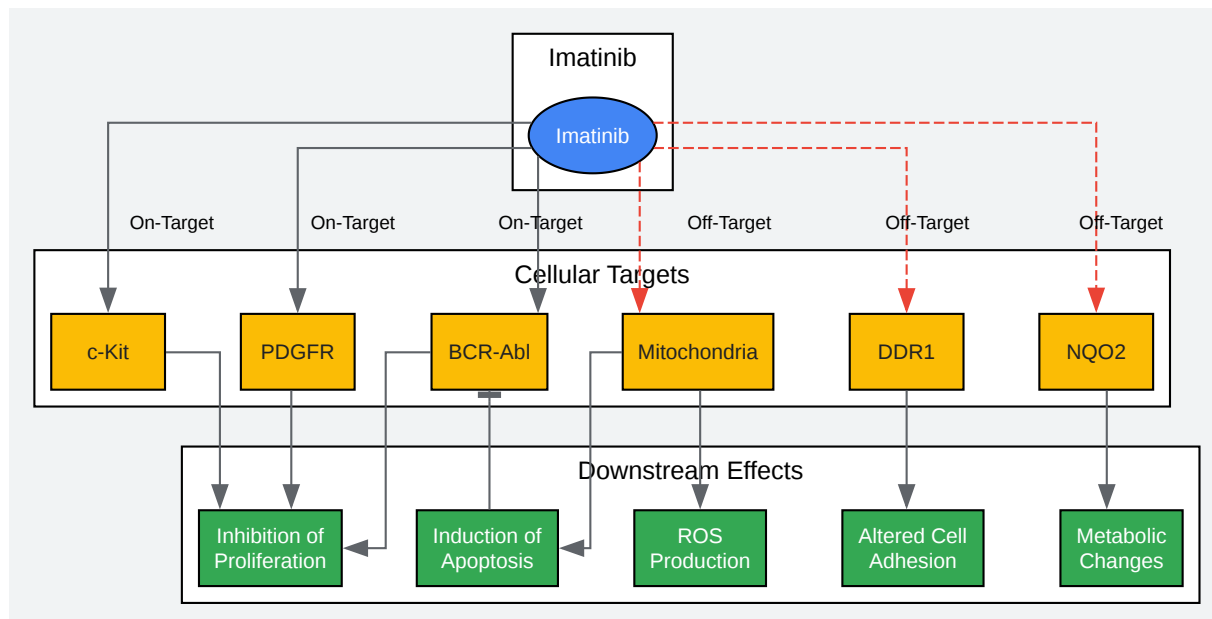 Imatinib
Imatinib
On-Target
On-Target
On-Target
Off-Target
Off-Target
Off-Target
Cellular Targets
c-Kit
PDGFR
BCR-Abl
Mitochondria
DDR1
NQO2
Downstream Effects
Inhibition of
Proliferation
Induction of
Apoptosis
ROS
Production
Altered Cell
Adhesion
Metabolic
Changes